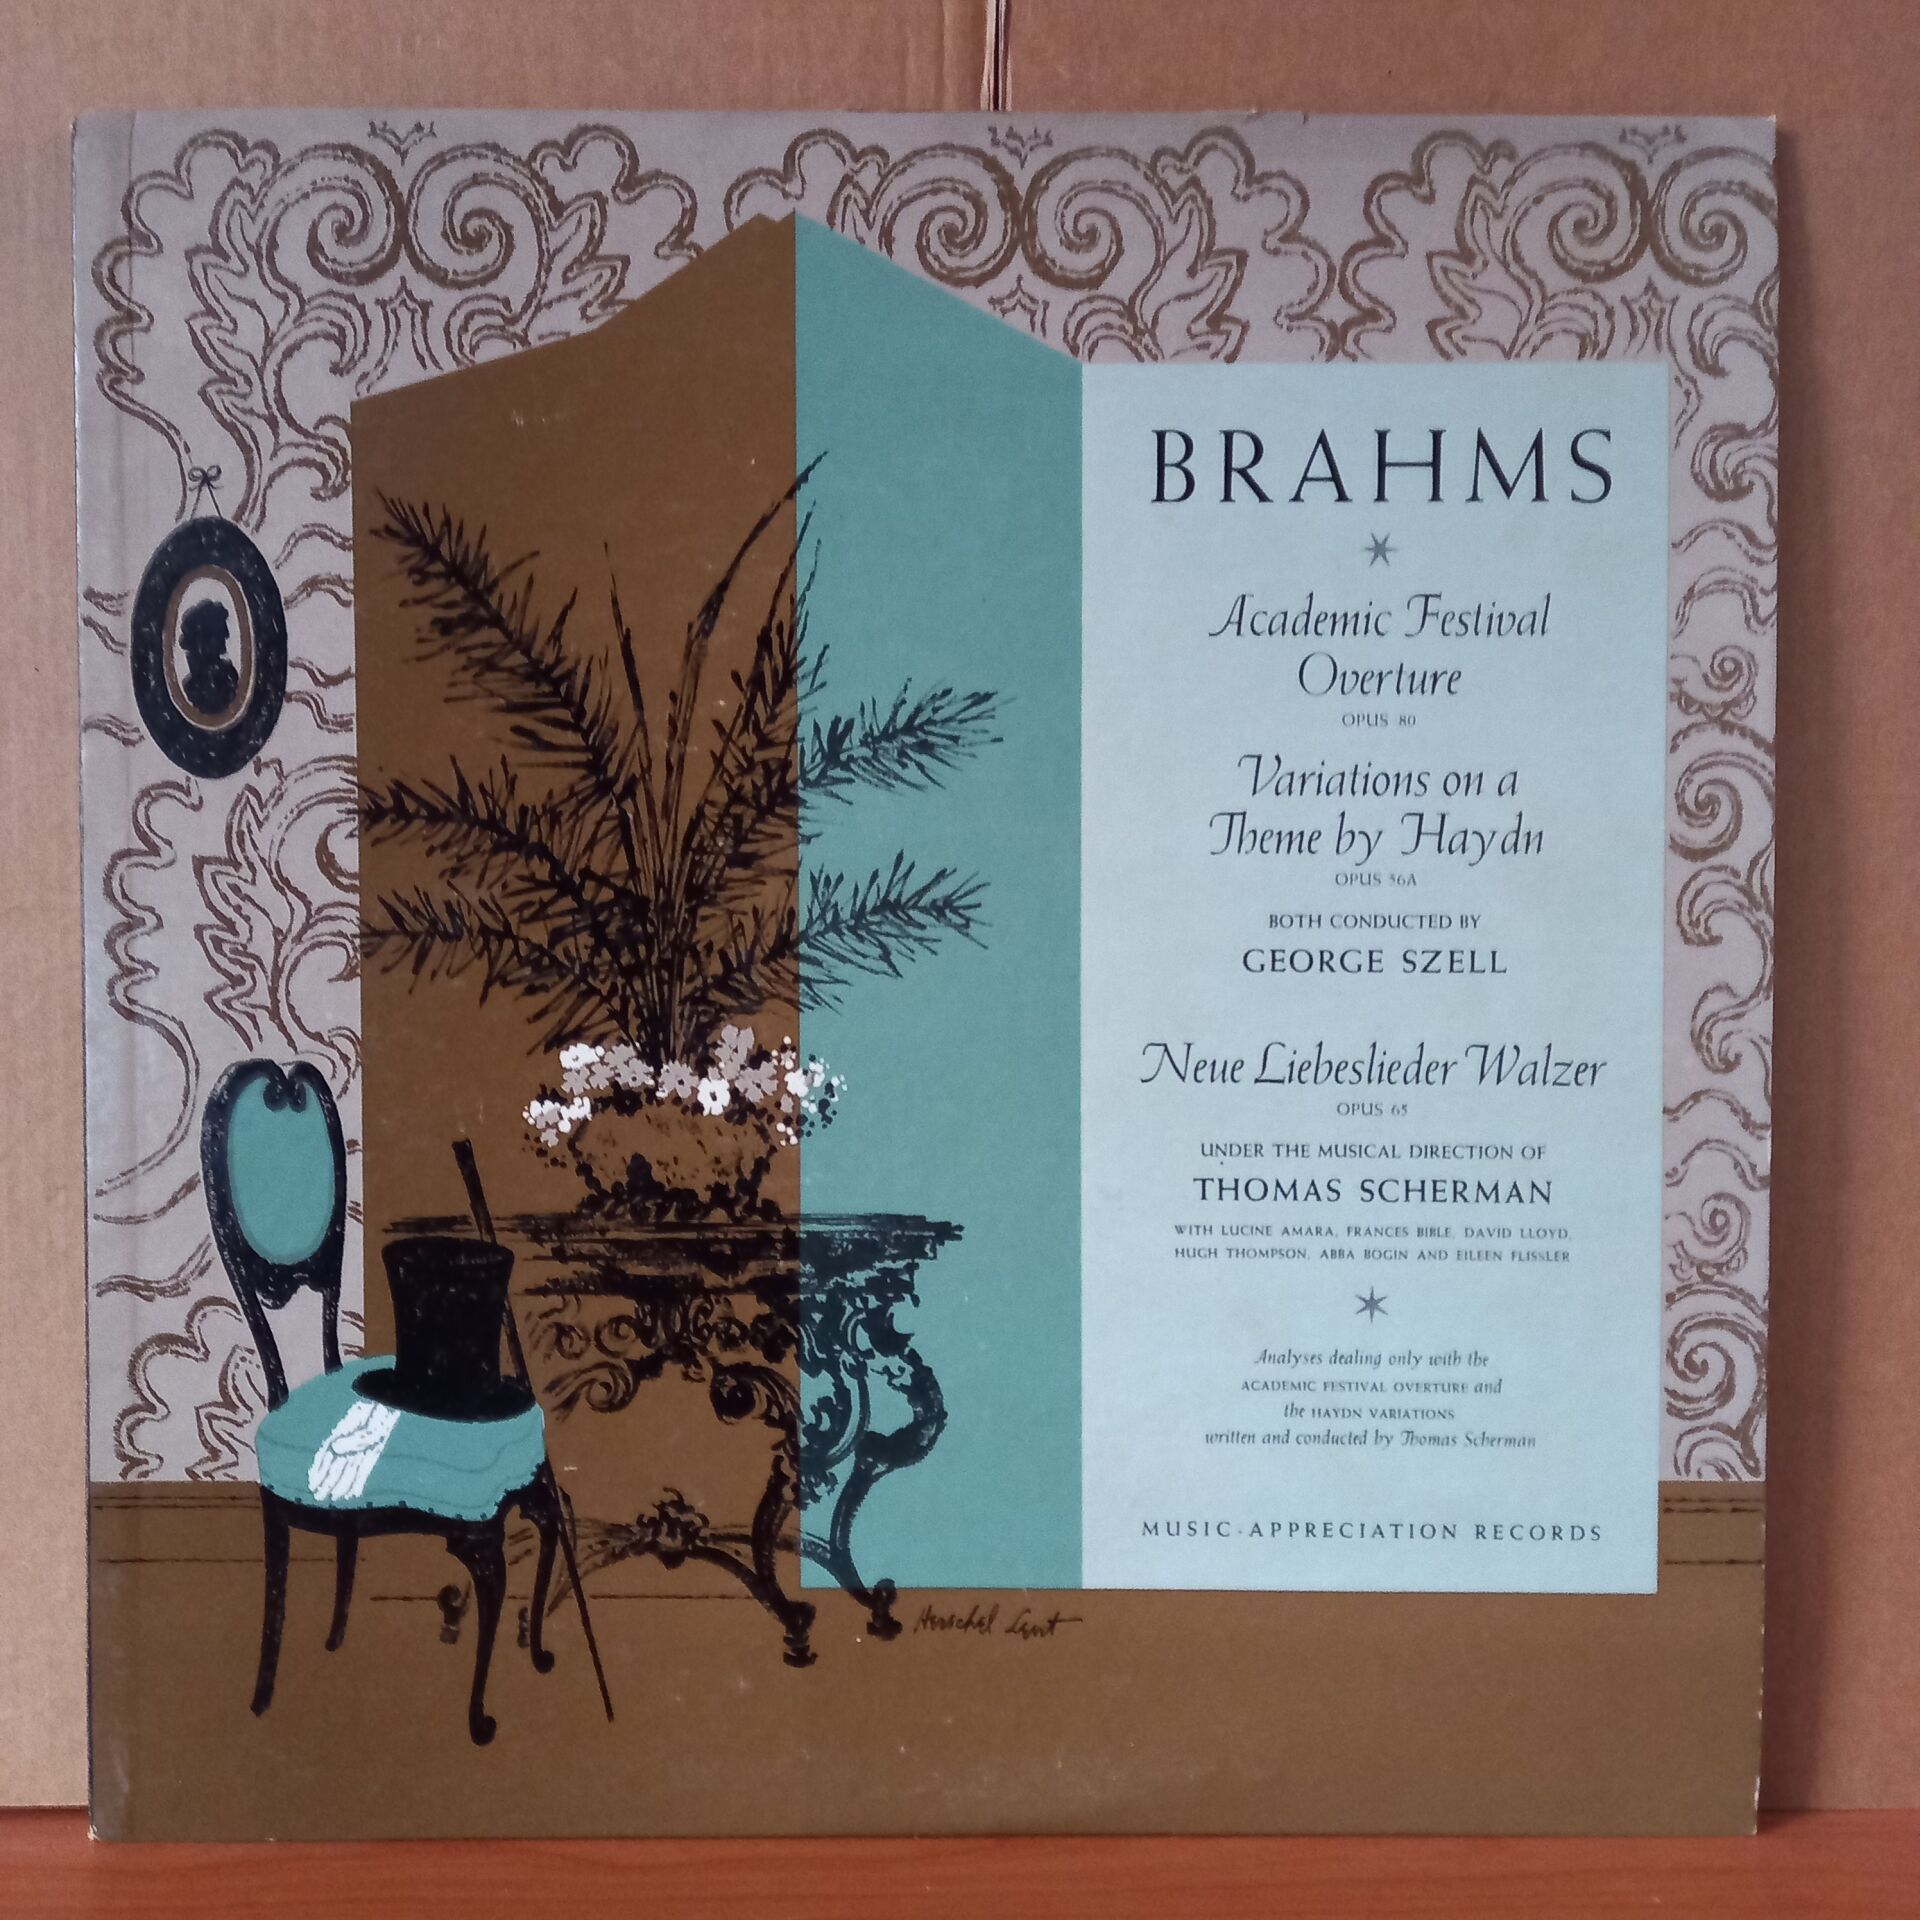 BRAHMS
Academic Festival
Overture
OPUS 80
Variations on a
Theme by Haydn
OPUS 56A
BOTH CONDUCTED BY
GEORGE SZELL
Neue Liebeslieder Walzer
OPUS 65
UNDER THE MUSICAL DIRECTION OF
THOMAS SCHERMAN
WITH LUCINE AMARA, FRANCES BIBLE, DAVID LLOYD,
HUGH THOMPSON, ABBA BOGIN AND EILEEN FLISSLER
Analyses dealing only with the
ACADEMIC FESTIVAL OVERTURE and
the HAYDN VARIATIONS
written and conducted by Thomas Scherman
MUSIC-APPRECIATION RECORDS
Herschel Levit